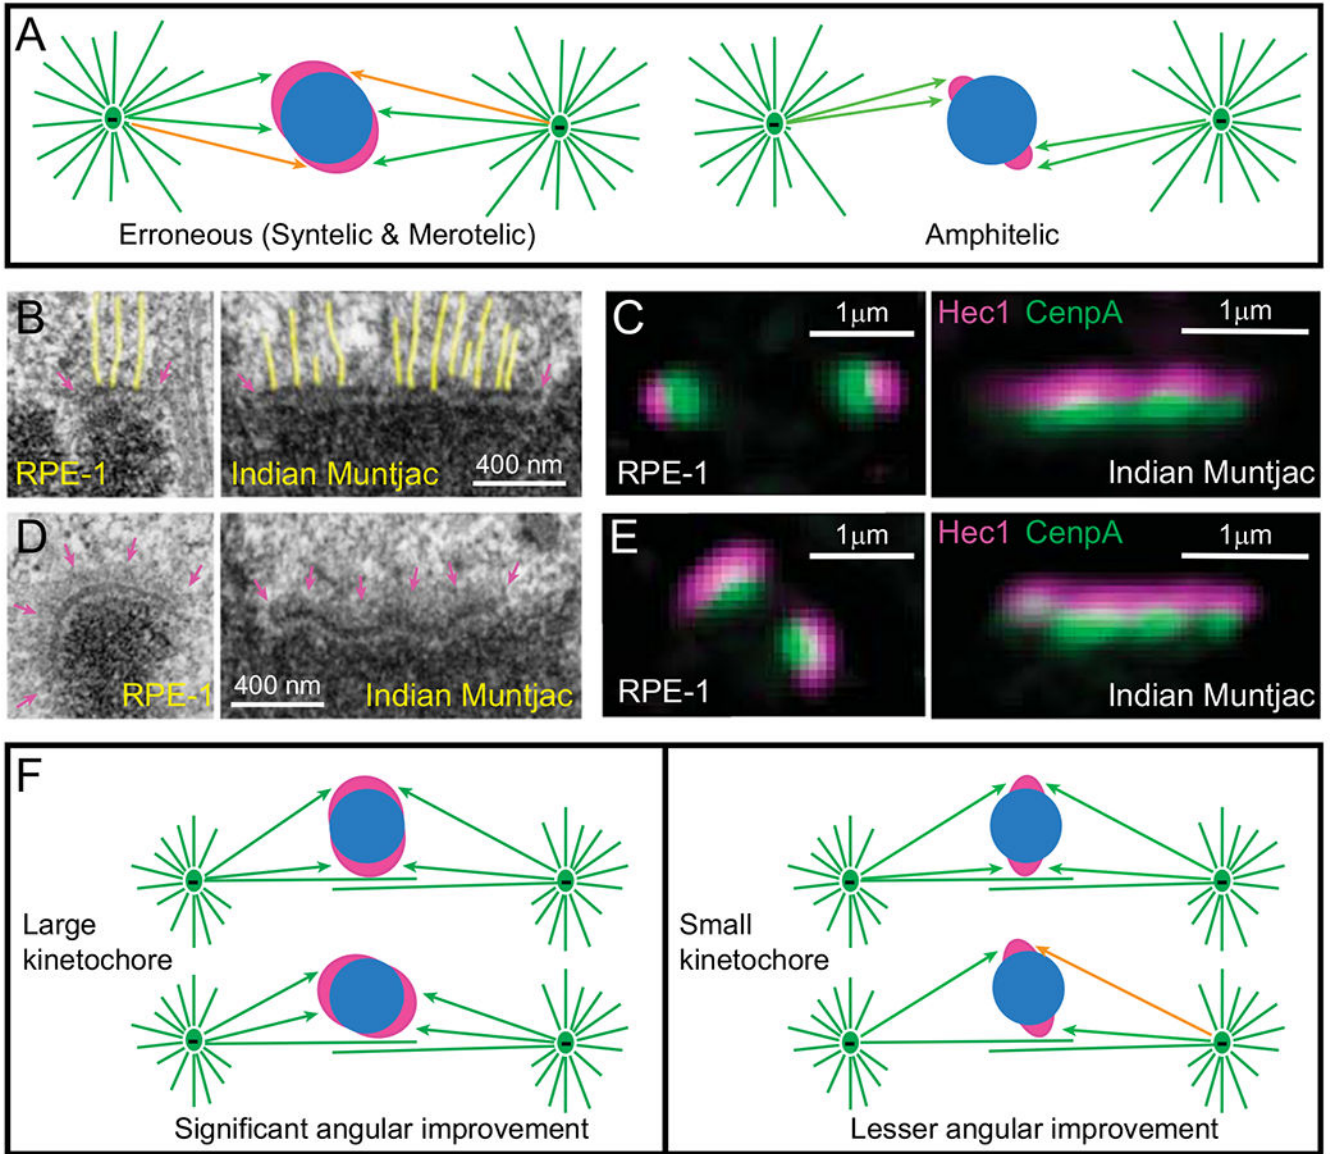 A
Erroneous (Syntelic & Merotelic)
Amphitelic
B
RPE-1
Indian Muntjac
400 nm
C
1μm
RPE-1
Hec1 CenpA
1μm
Indian Muntjac
D
RPE-1
400 nm
Indian Muntjac
E
1μm
RPE-1
Hec1 CenpA
1μm
Indian Muntjac
F
Large
kinetochore
Significant angular improvement
Small
kinetochore
Lesser angular improvement